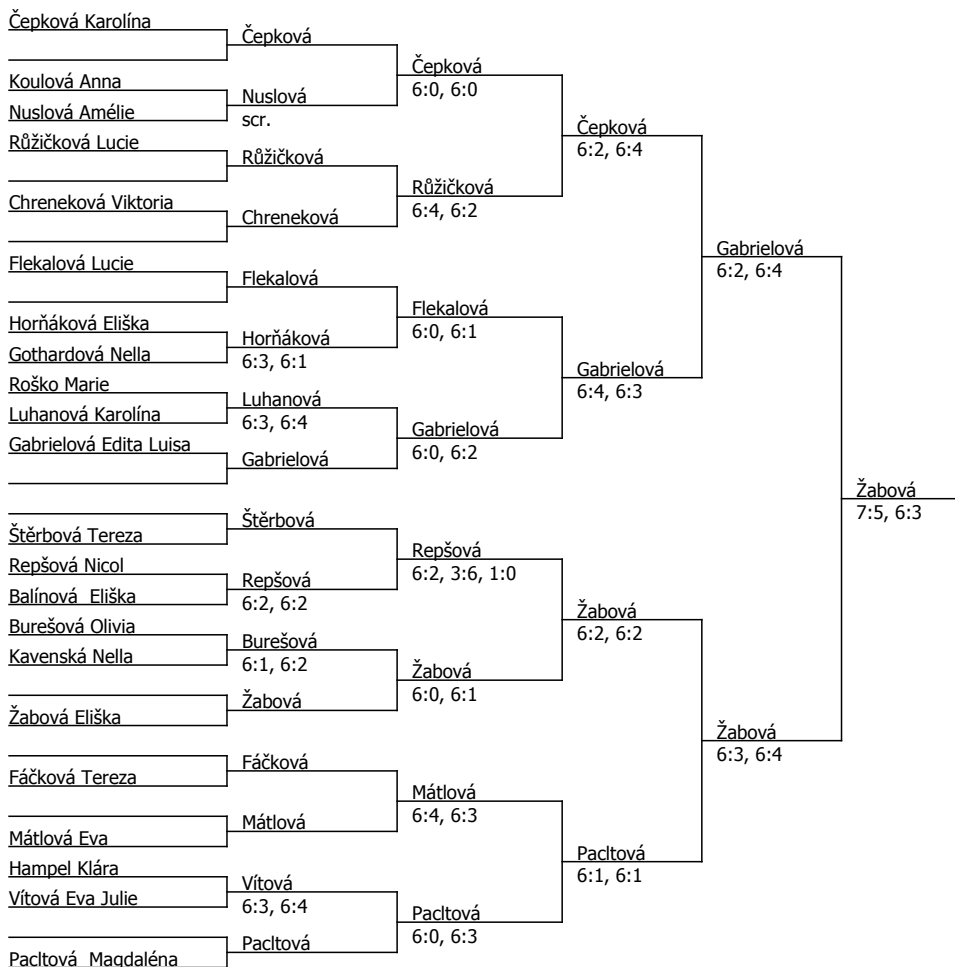 Čepková Karolína
Koulová Anna
Nuslová Amélie
Růžičková Lucie
Chreneková Viktoria
Flekalová Lucie
Horňáková Eliška
Gothardová Nella
Roško Marie
Luhanová Karolína
Gabrielová Edita Luisa
Štěrbová Tereza
Repšová Nicol
Balínová Eliška
Burešová Olivia
Kavenská Nella
Žabová Eliška
Fáčková Tereza
Mátlová Eva
Hampel Klára
Vítová Eva Julie
Pacltová Magdaléna
Čepková
Nuslová
scr.
Růžičková
Chreneková
Flekalová
Horňáková
6:3, 6:1
Luhanová
6:3, 6:4
Gabrielová
Štěrbová
Repšová
6:2, 6:2
Burešová
6:1, 6:2
Žabová
Fáčková
Mátlová
Vítová
6:3, 6:4
Pacltová
Čepková
6:0, 6:0
Růžičková
6:4, 6:2
Flekalová
6:0, 6:1
Gabrielová
6:0, 6:2
Repšová
6:2, 3:6, 1:0
Žabová
6:0, 6:1
Mátlová
6:4, 6:3
Pacltová
6:0, 6:3
Čepková
6:2, 6:4
Gabrielová
6:4, 6:3
Žabová
6:2, 6:2
Pacltová
6:1, 6:1
Gabrielová
6:2, 6:4
Žabová
6:3, 6:4
Žabová
7:5, 6:3